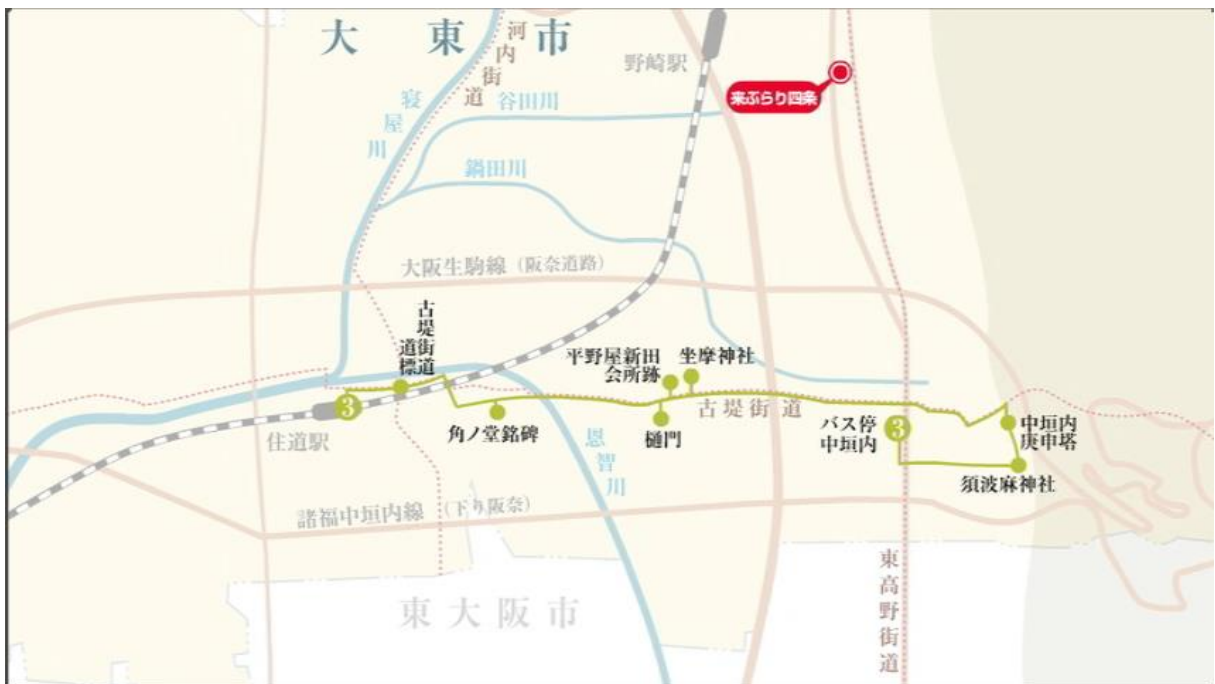 大東市
河内街道
野崎駅
来ぶらり四条
寝屋川
谷田川
鍋田川
大阪生駒線（阪奈道路）
古堤街道
道標
平野屋新田
会所跡
坐摩神社
3
住道駅
角ノ堂銘碑
恩智川
樋門
古堤街道
バス停
中垣内
3
中垣内
庚申塔
須波麻神社
諸福中垣内線（下り阪奈）
東高野街道
東大阪市